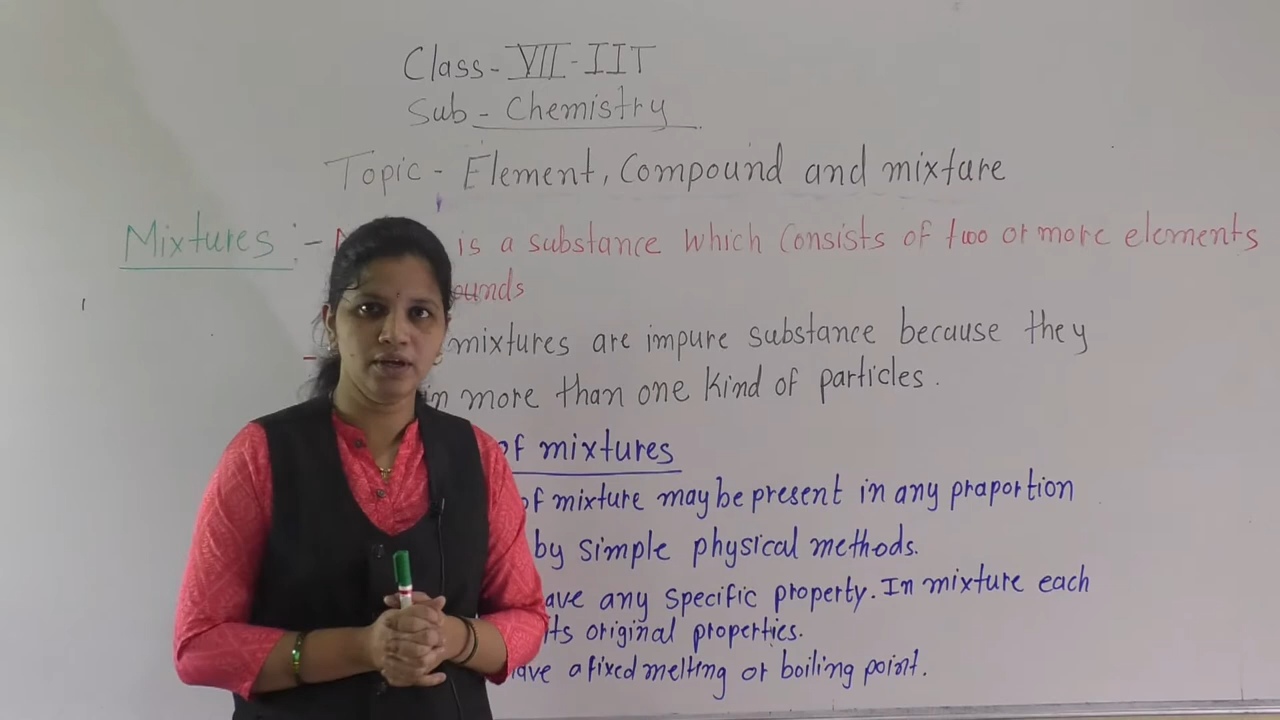 Class - VII - IIT
Sub - Chemistry
Topic - Element, Compound and mixture
Mixtures :- is a substance which consists of two or more elements
ounds
mixtures are impure substance because they
more than one kind of particles.
of mixtures
of mixture may be present in any praportion
by simple physical methods.
ave any specific property. In mixture each
its original properties.
have a fixed melting or boiling point.